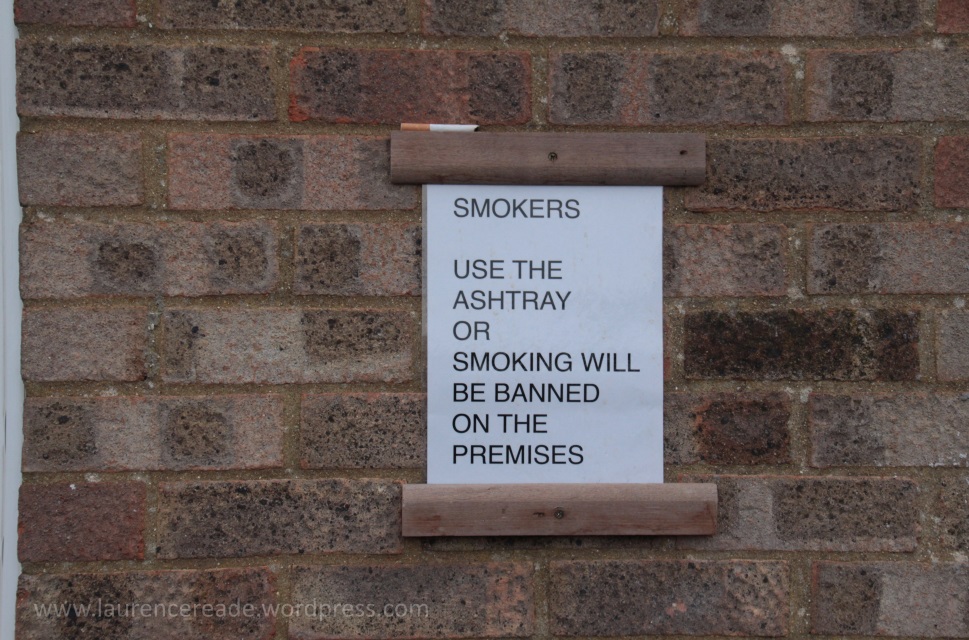 SMOKERS
USE THE
ASHTRAY
OR
SMOKING WILL
BE BANNED
ON THE
PREMISES
www.laurencereade.wordpress.com